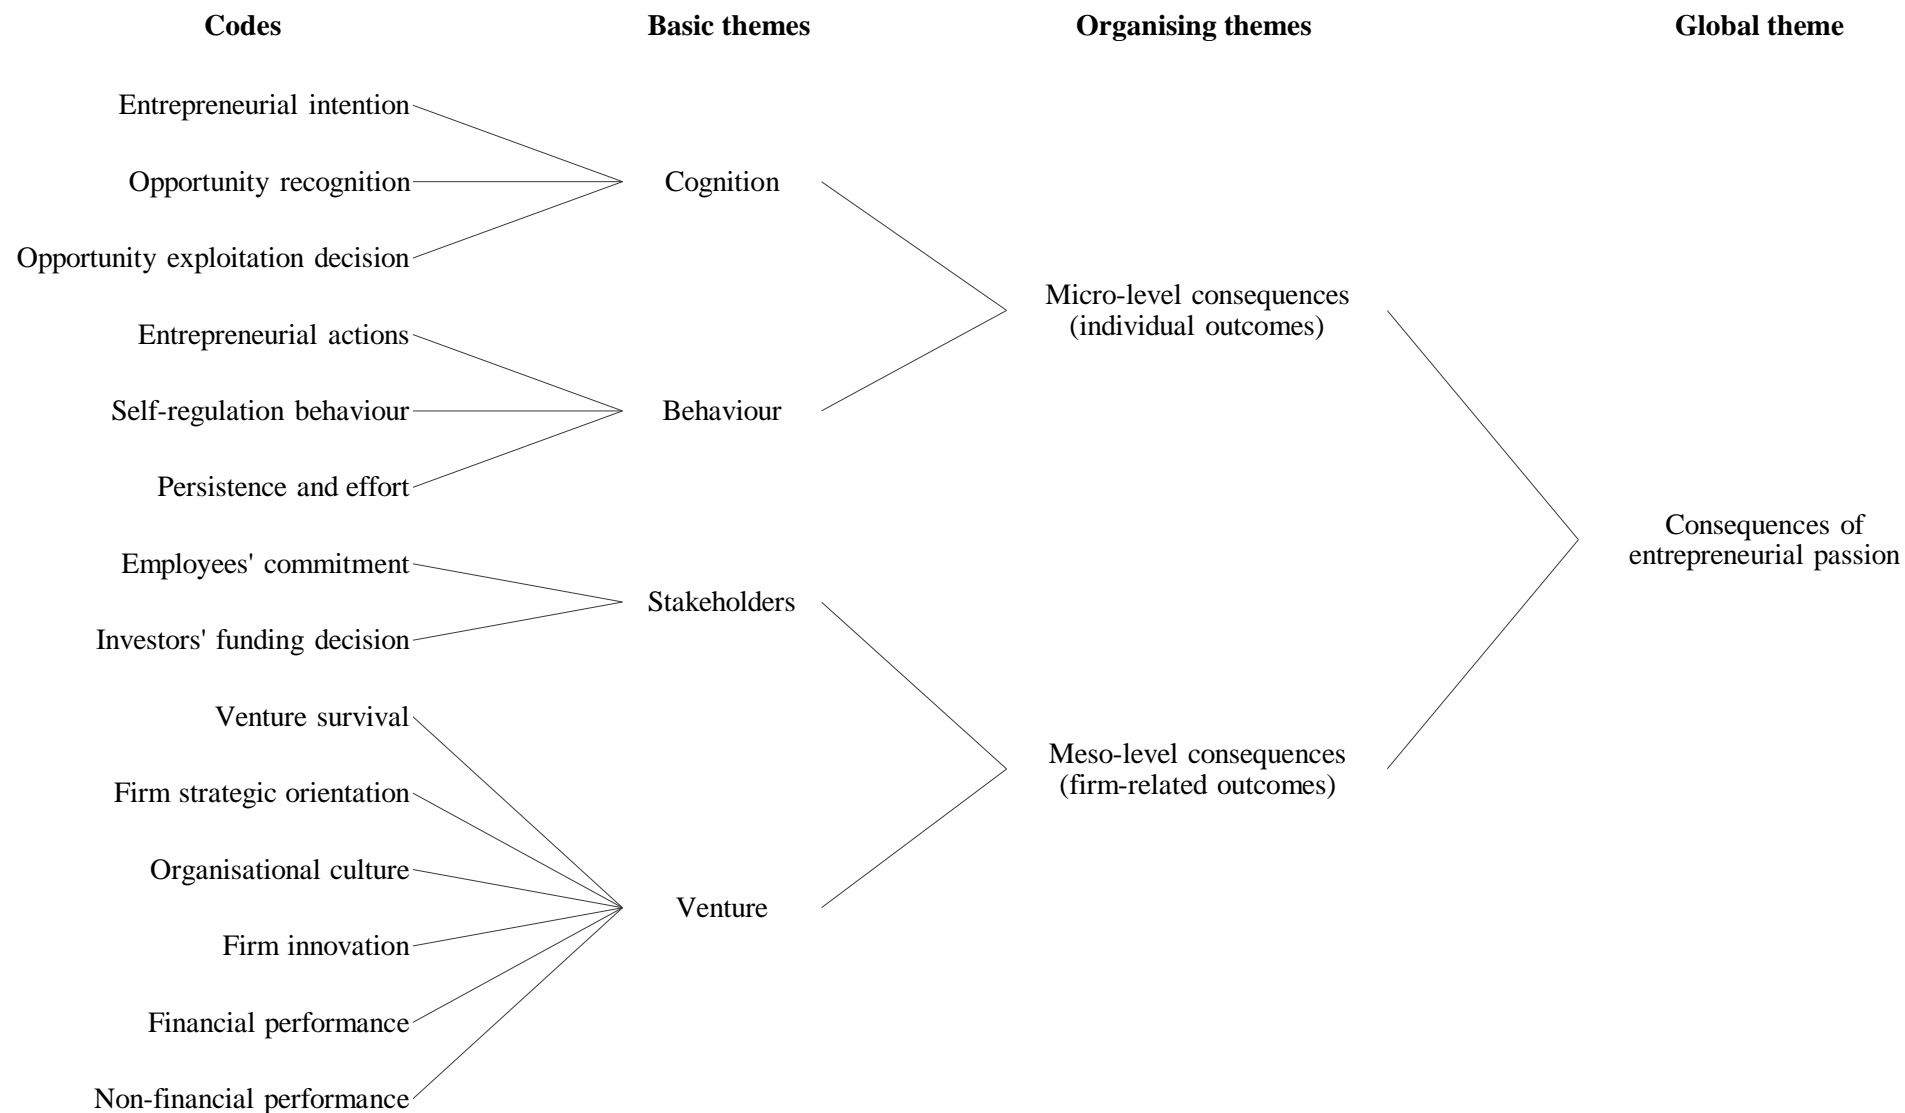 Codes
Basic themes
Organising themes
Global theme
Entrepreneurial intention
Opportunity recognition
Opportunity exploitation decision
Entrepreneurial actions
Self-regulation behaviour
Persistence and effort
Employees' commitment
Investors' funding decision
Venture survival
Firm strategic orientation
Organisational culture
Firm innovation
Financial performance
Non-financial performance
Cognition
Behaviour
Stakeholders
Venture
Micro-level consequences
(individual outcomes)
Meso-level consequences
(firm-related outcomes)
Consequences of
entrepreneurial passion